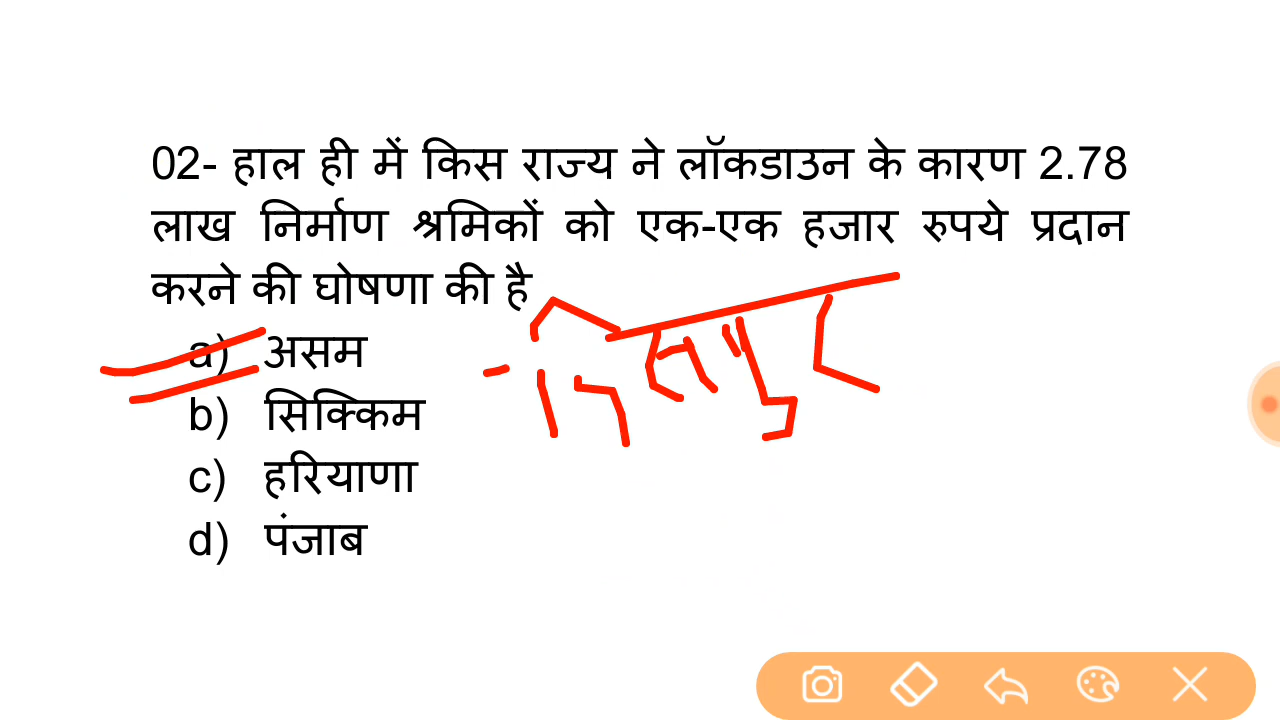 02- हाल ही में किस राज्य ने लॉकडाउन के कारण 2.78
लाख निर्माण श्रमिकों को एक-एक हजार रुपये प्रदान
करने की घोषणा की है
a) असम
b) सिक्किम
c) हरियाणा
d) पंजाब